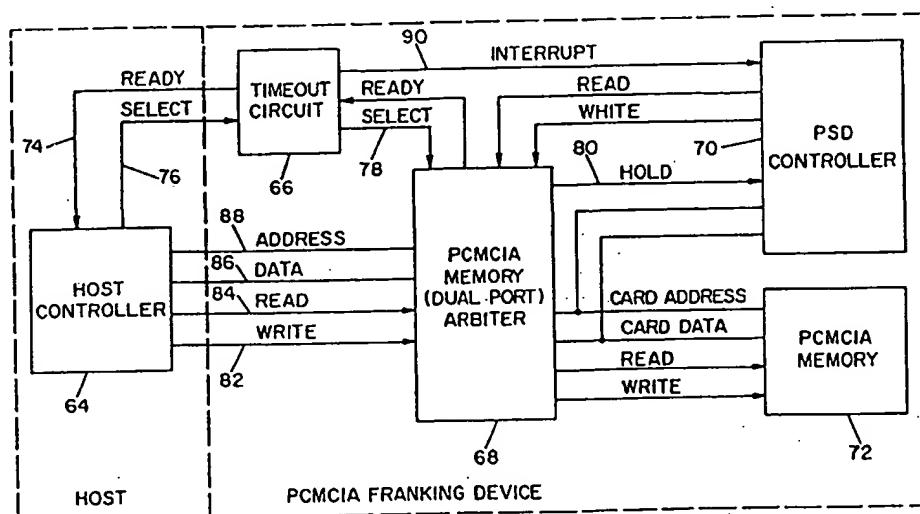 90
INTERRUPT
READY
TIMEOUT
CIRCUIT
READY
READ
SELECT
SELECT
WHITE
PSD
CONTROLLER
74
76
66
78
80
70
HOLD
88
ADDRESS
86
DATA
84
READ
WRITE
82
HOST
CONTROLLER
64
PCMCIA
MEMORY
(DUAL PORT)
ARBITER
68
CARD ADDRESS
CARD DATA
READ
WRITE
PCMCIA
MEMORY
72
HOST
PCMCIA FRANKING DEVICE